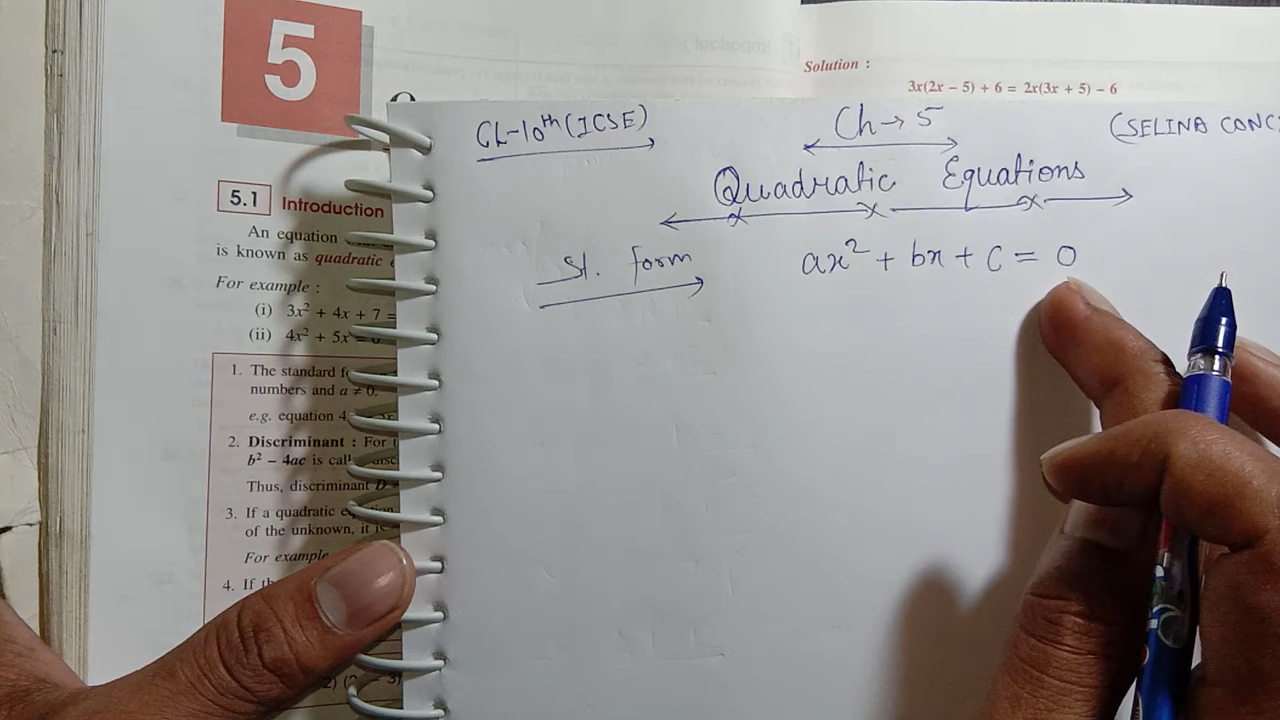 5
Solution :
3x(2x − 5) + 6 = 2x(3x + 5) − 6
CL-10th (ICSE)
Ch→5
(SELINA CONC
Quadratic Equations
St. form
ax² + bx + c = 0
5.1 Introduction
An equation
is known as quadratic
For example :
(i) 3x² + 4x + 7 =
(ii) 4x² + 5x = 0
1. The standard
numbers and a ≠ 0.
e.g. equation 4
2. Discriminant : For
b² − 4ac is call
Thus, discriminant D
3. If a quadratic
of the unknown, it is
For example
4. If